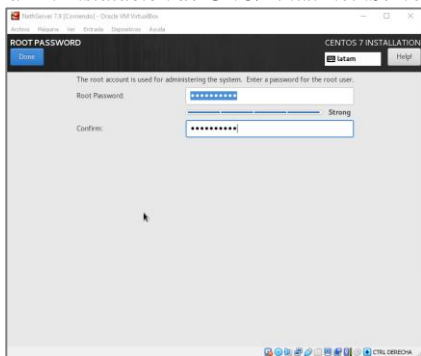 NethServer 7.9 [Corriendo] - Oracle VM VirtualBox
Archivo Máquina Ver Entrada Dispositivos Ayuda
ROOT PASSWORD
CENTOS 7 INSTALLATION
Done
latam
Help!
The root account is used for administering the system. Enter a password for the root user.
Root Password:
••••••••••
Strong
Confirm:
••••••••••
CTRL DERECHA